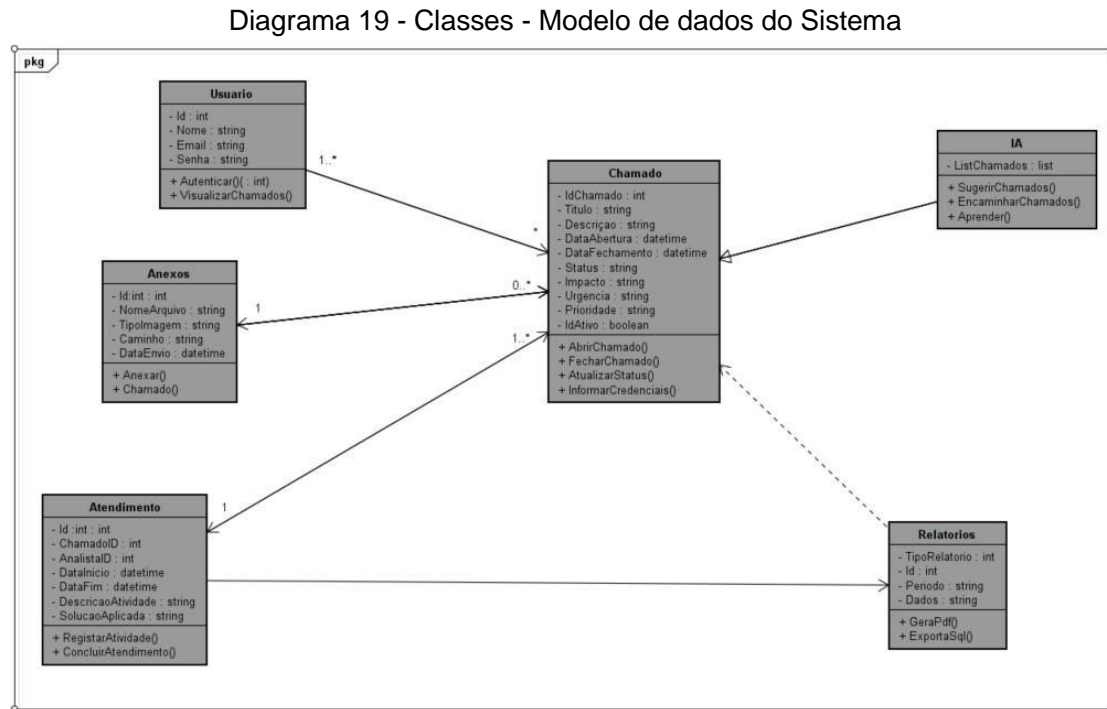 Diagrama 19 - Classes - Modelo de dados do Sistema
pkg
Usuario
- Id : int
- Nome : string
- Email : string
- Senha : string
+ Autenticar()( : int)
+ VisualizarChamados()
1..*
*
Chamado
- IdChamado : int
- Titulo : string
- Descriçao : string
- DataAbertura : datetime
- DataFechamento : datetime
- Status : string
- Impacto : string
- Urgencia : string
- Prioridade : string
- IdAtivo : boolean
+ AbrirChamado()
+ FecharChamado()
+ AtualizarStatus()
+ InformarCredenciais()
IA
- ListChamados : list
+ SugerirChamados()
+ EncaminharChamados()
+ Aprender()
Anexos
- Id:int : int
- NomeArquivo : string
- TipoImagem : string
- Caminho : string
- DataEnvio : datetime
+ Anexar()
+ Chamado()
1
0..*
1..*
1
Atendimento
- Id :int : int
- ChamadoID : int
- AnalistaID : int
- DataInicio : datetime
- DataFim : datetime
- DescricaoAtividade : string
- SolucaoAplicada : string
+ RegistarAtividade()
+ ConcluirAtendimento()
Relatorios
- TipoRelatorio : int
- Id : int
- Periodo : string
- Dados : string
+ GeraPdf()
+ ExportaSql()